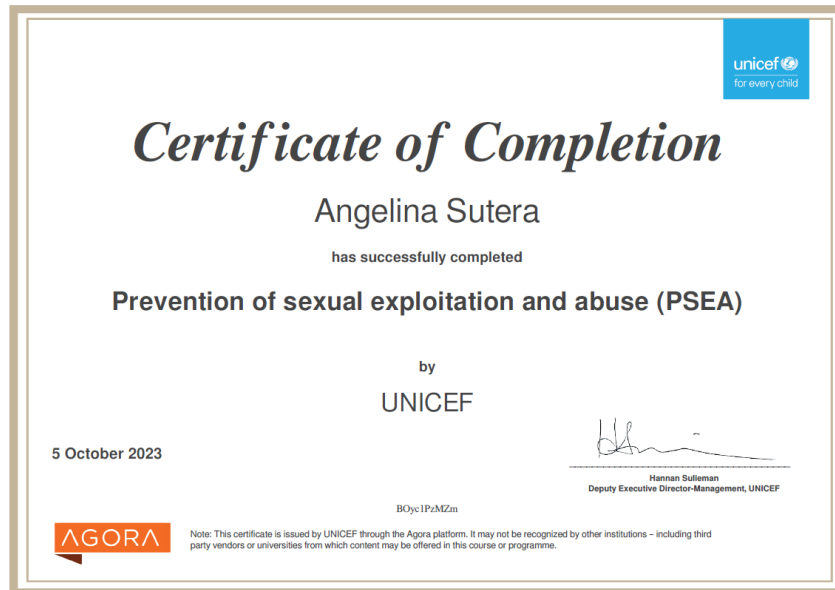 unicef
for every child
Certificate of Completion
Angelina Sutera
has successfully completed
Prevention of sexual exploitation and abuse (PSEA)
by
UNICEF
5 October 2023
Hannan Sulieman
Deputy Executive Director-Management, UNICEF
BOyc1PzMZm
AGORA
Note: This certificate is issued by UNICEF through the Agora platform. It may not be recognized by other institutions – including third
party vendors or universities from which content may be offered in this course or programme.